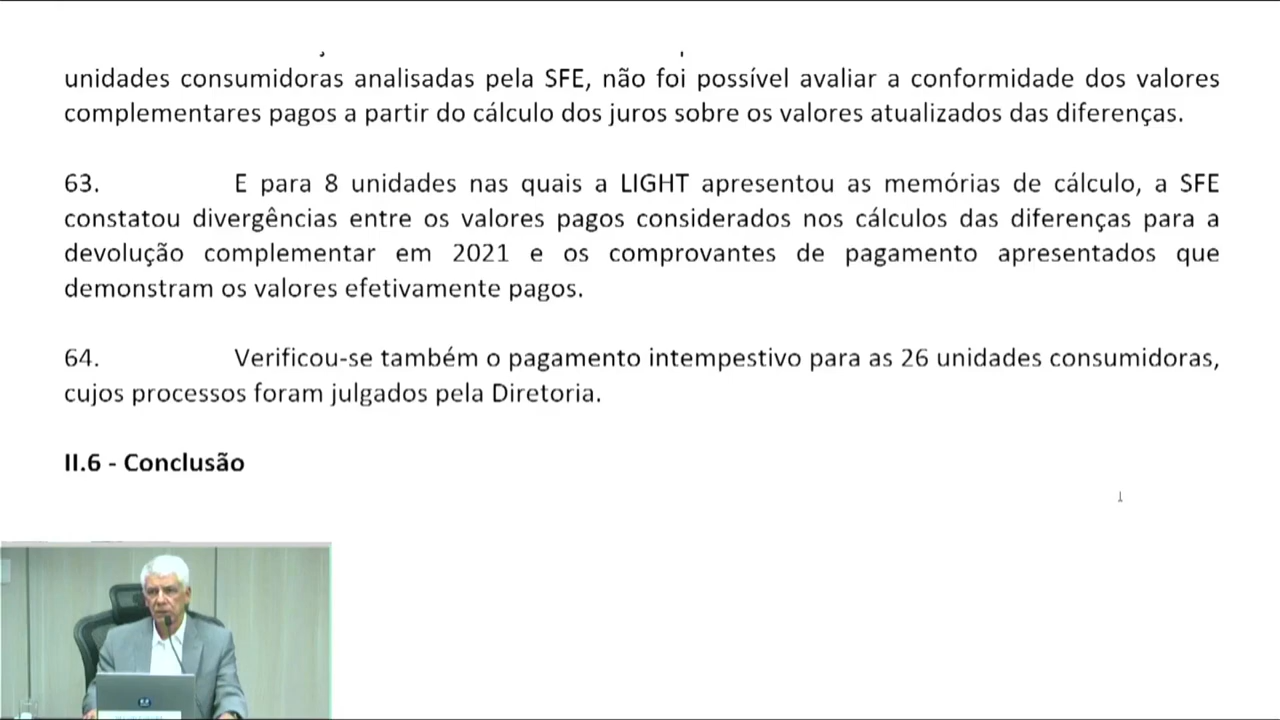 unidades consumidoras analisadas pela SFE, não foi possível avaliar a conformidade dos valores
complementares pagos a partir do cálculo dos juros sobre os valores atualizados das diferenças.
63. E para 8 unidades nas quais a LIGHT apresentou as memórias de cálculo, a SFE
constatou divergências entre os valores pagos considerados nos cálculos das diferenças para a
devolução complementar em 2021 e os comprovantes de pagamento apresentados que
demonstram os valores efetivamente pagos.
64. Verificou-se também o pagamento intempestivo para as 26 unidades consumidoras,
cujos processos foram julgados pela Diretoria.
II.6 - Conclusão